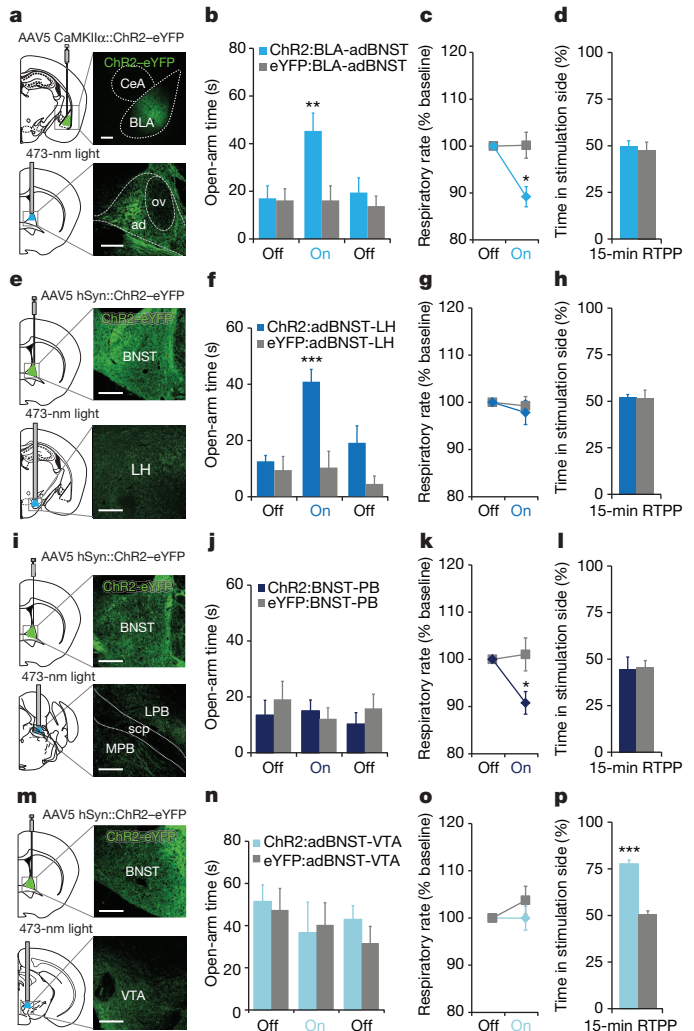 a
AAV5 CaMKIIα::ChR2–eYFP
ChR2–eYFP
CeA
BLA
473-nm light
ov
ad
b
ChR2:BLA-adBNST
eYFP:BLA-adBNST
Open-arm time (s)
60
40
20
0
**
Off
On
Off
c
Respiratory rate (% baseline)
120
110
100
90
80
*
Off
On
d
Time in stimulation side (%)
100
75
50
25
0
15-min RTPP
e
AAV5 hSyn::ChR2–eYFP
ChR2–eYFP
BNST
473-nm light
LH
f
ChR2:adBNST-LH
eYFP:adBNST-LH
Open-arm time (s)
60
40
20
0
***
Off
On
Off
g
Respiratory rate (% baseline)
120
110
100
90
80
Off
On
h
Time in stimulation side (%)
100
75
50
25
0
15-min RTPP
i
AAV5 hSyn::ChR2–eYFP
ChR2-eYFP
BNST
473-nm light
LPB
scp
MPB
j
ChR2:BNST-PB
eYFP:BNST-PB
Open-arm time (s)
60
40
20
0
Off
On
Off
k
Respiratory rate (% baseline)
120
110
100
90
80
*
Off
On
l
Time in stimulation side (%)
100
75
50
25
0
15-min RTPP
m
AAV5 hSyn::ChR2–eYFP
ChR2–eYFP
BNST
473-nm light
VTA
n
ChR2:adBNST-VTA
eYFP:adBNST-VTA
Open-arm time (s)
100
80
60
40
20
0
Off
On
Off
o
Respiratory rate (% baseline)
120
110
100
90
80
Off
On
p
Time in stimulation side (%)
100
75
50
25
0
***
15-min RTPP